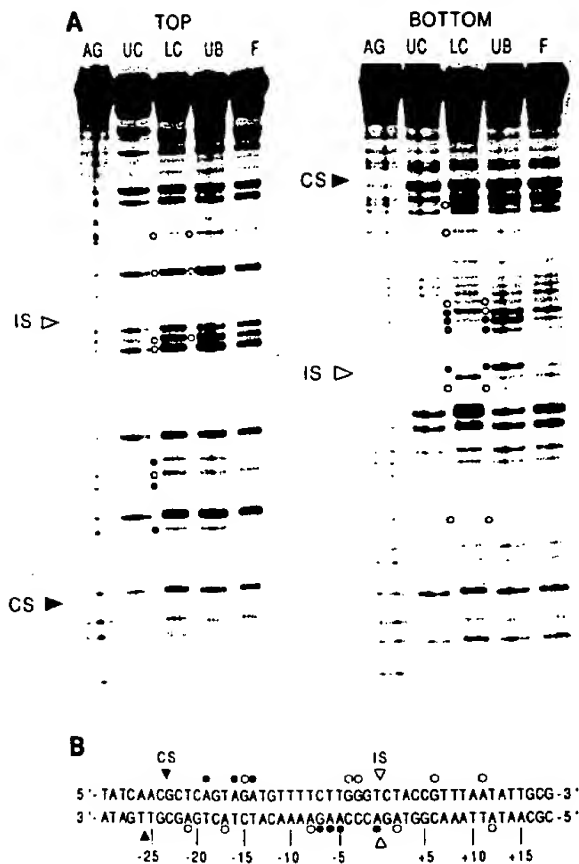 A
TOP
BOTTOM
AG UC LC UB F
AG UC LC UB F
CS
IS
IS
CS
B
CS
IS
5'-TATCAACGCTCAGTAGATGTTTTCTTGGGTCTACCGTTTAATATTGCG-3'
3'ATAGTTGCGAGTCATCTACAAAAGAACCCAGATGGCAAATTATAACGC-5'
-25 -20 -15 -10 -5 +5 +10 +15